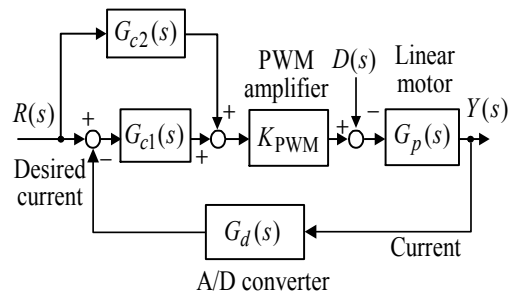 G_c2(s)
PWM
amplifier
D(s)
Linear
motor
R(s)
+
+
−
Y(s)
G_c1(s)
K_PWM
+
G_p(s)
−
+
Desired
current
G_d(s)
Current
A/D converter